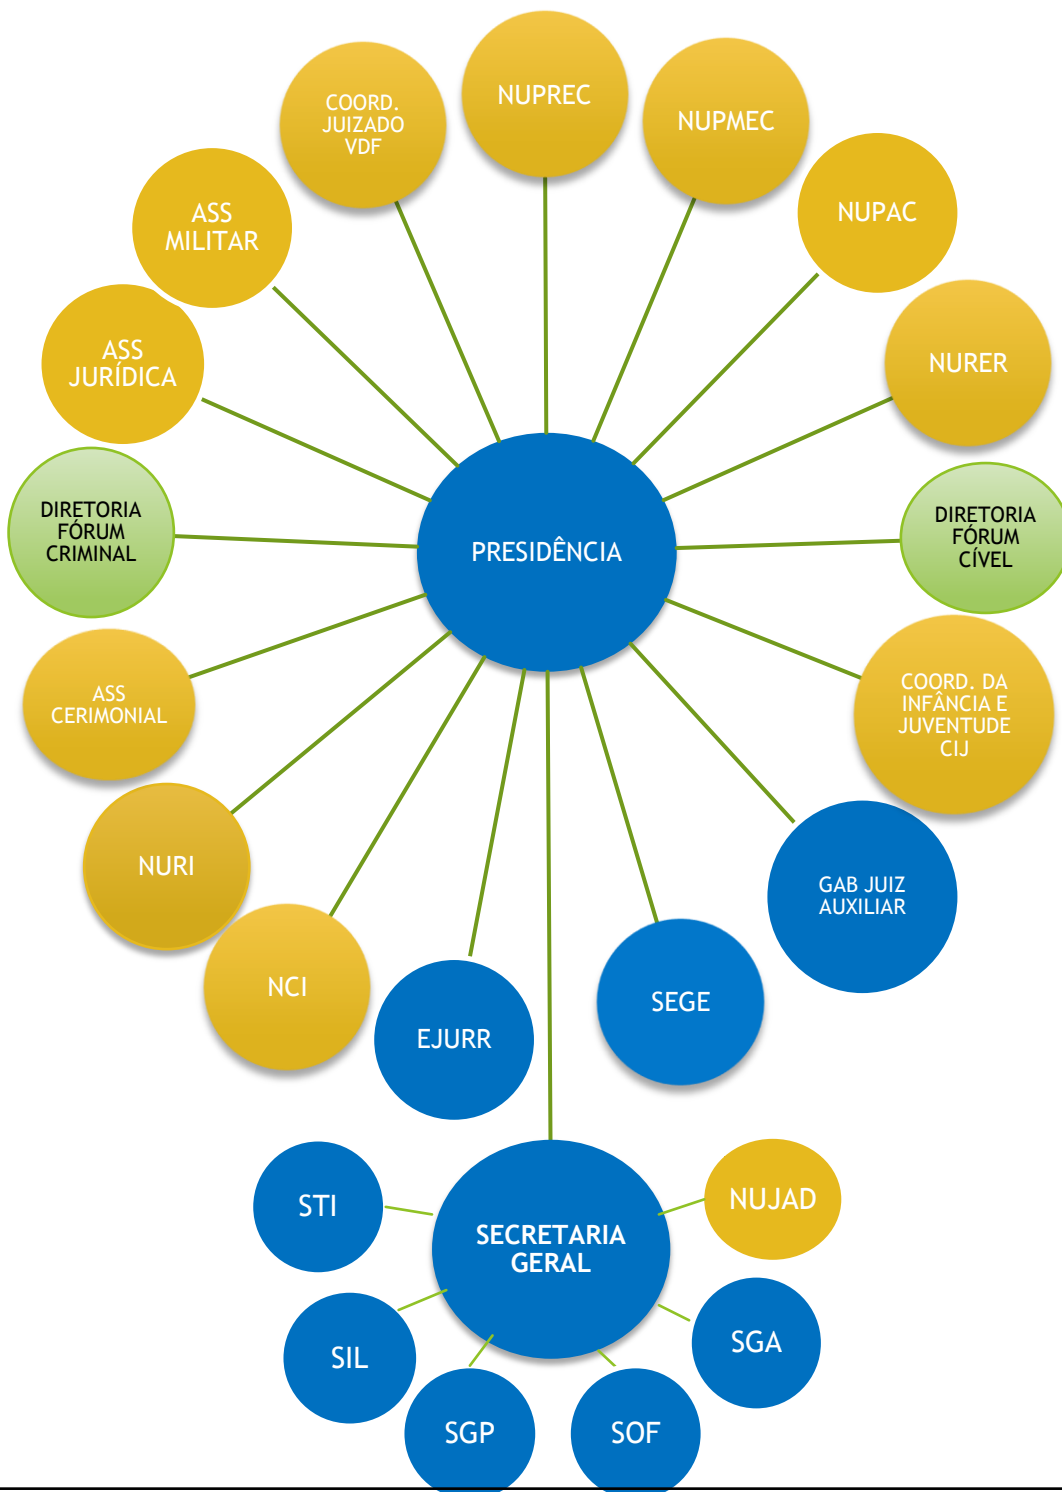 NUPREC
COORD.
JUIZADO
VDF
NUPMEC
ASS
MILITAR
NUPAC
ASS
JURÍDICA
NURER
DIRETORIA
FÓRUM
CRIMINAL
PRESIDÊNCIA
DIRETORIA
FÓRUM
CÍVEL
ASS
CERIMONIAL
COORD. DA
INFÂNCIA E
JUVENTUDE
CIJ
NURI
GAB JUIZ
AUXILIAR
NCI
EJURR
SEGE
STI
SECRETARIA
GERAL
NUJAD
SIL
SGA
SGP
SOF